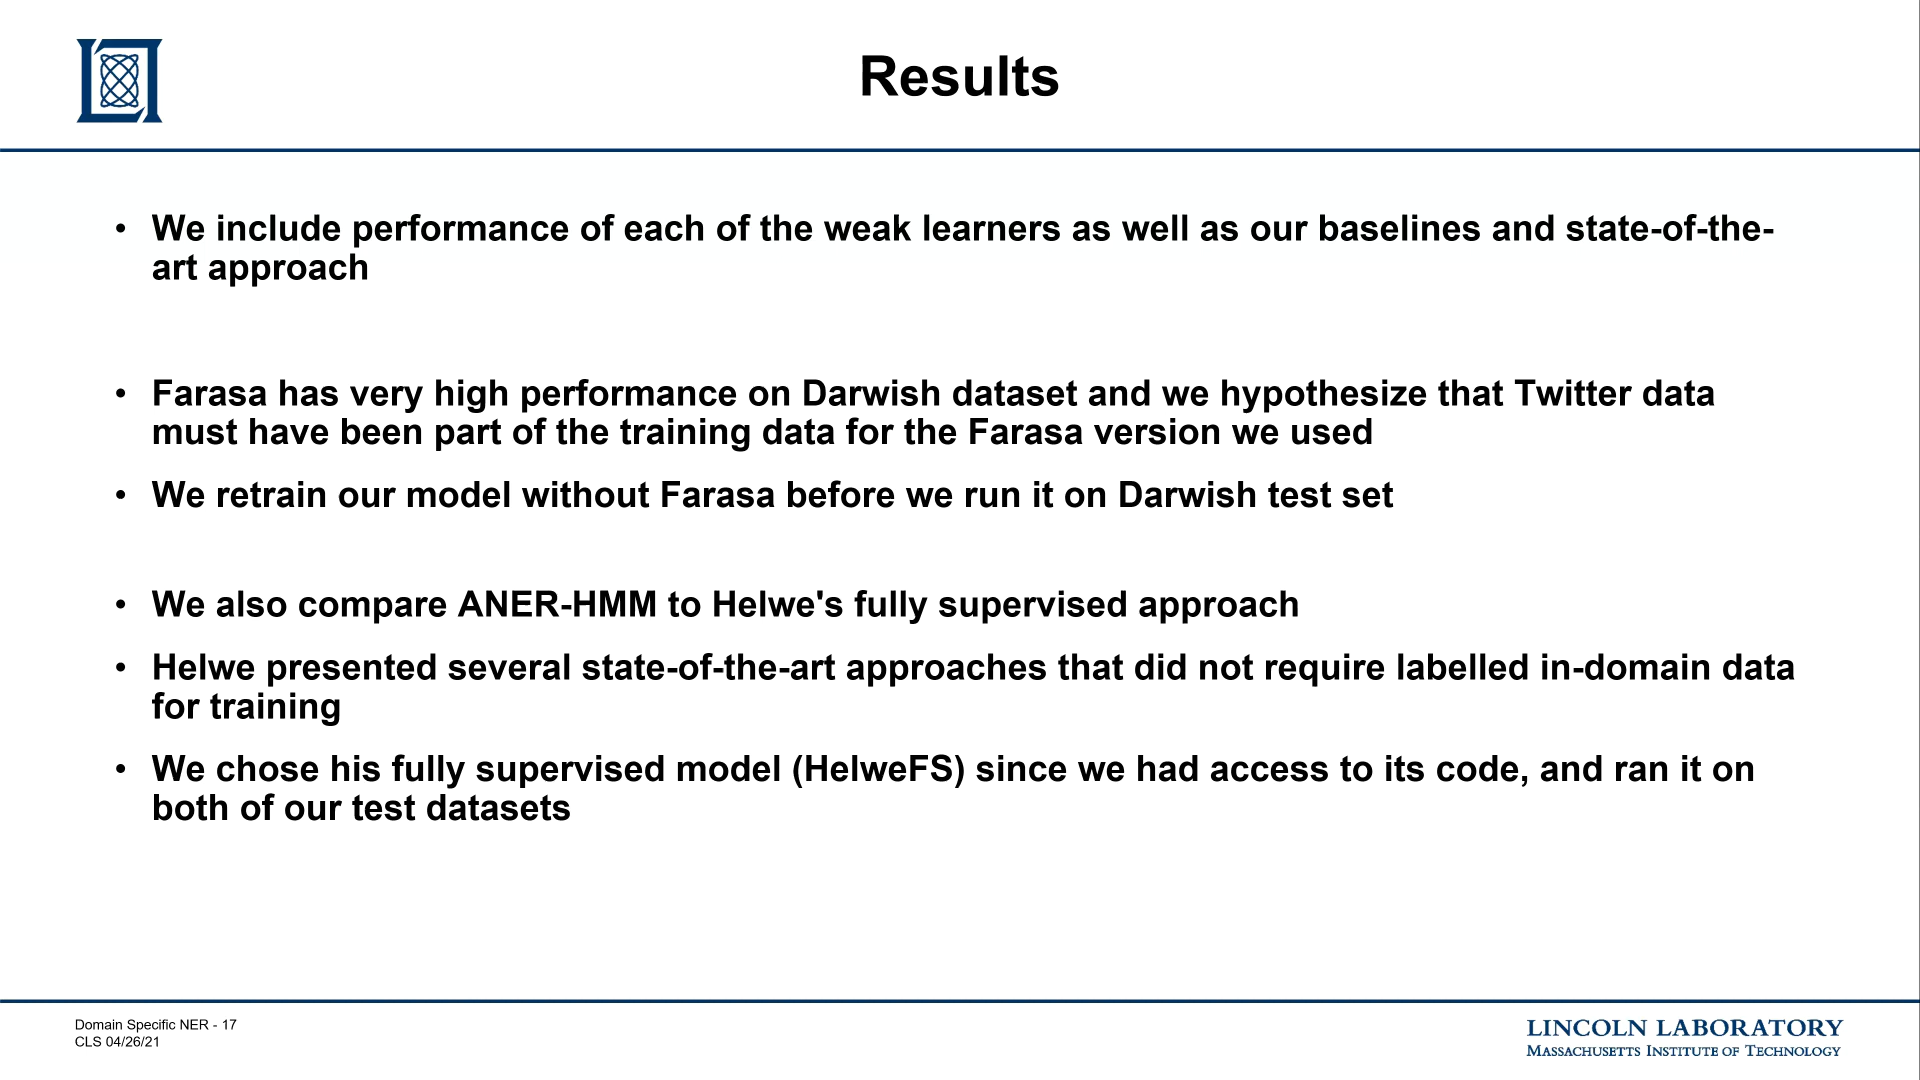 Results
• We include performance of each of the weak learners as well as our baselines and state-of-the-
art approach
• Farasa has very high performance on Darwish dataset and we hypothesize that Twitter data
must have been part of the training data for the Farasa version we used
• We retrain our model without Farasa before we run it on Darwish test set
• We also compare ANER-HMM to Helwe's fully supervised approach
• Helwe presented several state-of-the-art approaches that did not require labelled in-domain data
for training
• We chose his fully supervised model (HelweFS) since we had access to its code, and ran it on
both of our test datasets
Domain Specific NER - 17
CLS 04/26/21
LINCOLN LABORATORY
MASSACHUSETTS INSTITUTE OF TECHNOLOGY